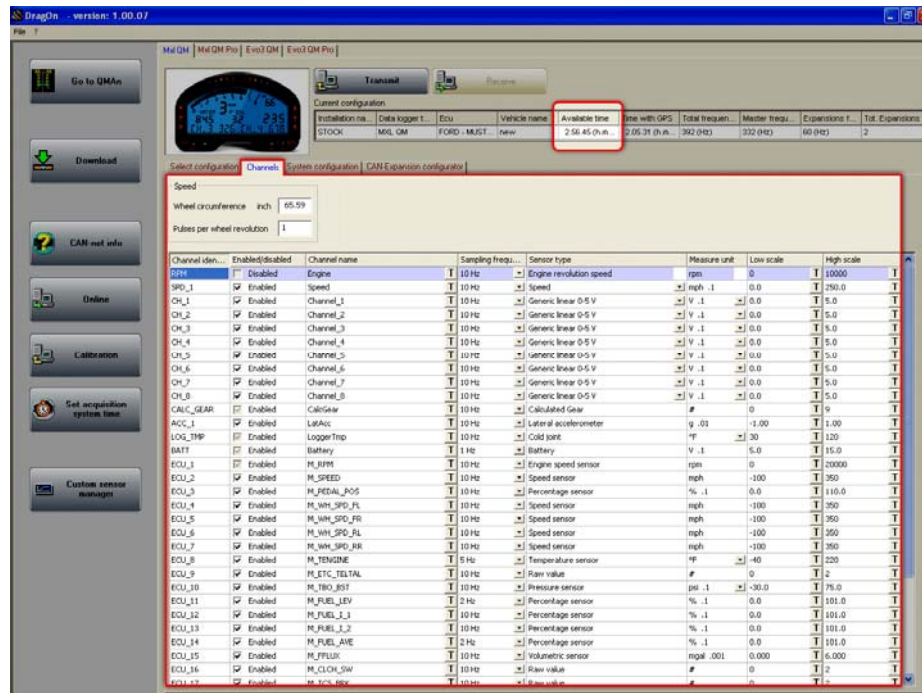 DragOn - version: 1.00.07
File ?
Mxl QM Mxl QM Pro Evo3 QM Evo3 QM Pro
Go to QMAn
Transmit Receive
Current configuration
Installation na... Data logger t... Ecu Vehicle name Available time Time with GPS Total frequen... Master frequ... Expansions f... Tot. Expansions
STOCK MXL QM FORD - MUST... new 2.56.45 (h.m... 2.05.31 (h.m... 392 (Hz) 332 (Hz) 60 (Hz) 2
Download
Select configuration Channels System configuration CAN-Expansion configurator
Speed
Wheel circumference inch 65.59
Pulses per wheel revolution 1
CAN-net info
Channel iden... Enabled/disabled Channel name Sampling frequ... Sensor type Measure unit Low scale High scale
RPM Disabled Engine T 10 Hz Engine revolution speed rpm 0 T 10000 T
SPD_1 Enabled Speed T 10 Hz Speed mph .1 0.0 T 250.0 T
Online
CH_1 Enabled Channel_1 T 10 Hz Generic linear 0-5 V V .1 0.0 T 5.0 T
CH_2 Enabled Channel_2 T 10 Hz Generic linear 0-5 V V .1 0.0 T 5.0 T
CH_3 Enabled Channel_3 T 10 Hz Generic linear 0-5 V V .1 0.0 T 5.0 T
CH_4 Enabled Channel_4 T 10 Hz Generic linear 0-5 V V .1 0.0 T 5.0 T
Calibration
CH_5 Enabled Channel_5 T 10 Hz Generic linear 0-5 V V .1 0.0 T 5.0 T
CH_6 Enabled Channel_6 T 10 Hz Generic linear 0-5 V V .1 0.0 T 5.0 T
CH_7 Enabled Channel_7 T 10 Hz Generic linear 0-5 V V .1 0.0 T 5.0 T
CH_8 Enabled Channel_8 T 10 Hz Generic linear 0-5 V V .1 0.0 T 5.0 T
Set acquisition
system time
CALC_GEAR Enabled CalcGear T 10 Hz Calculated Gear # 0 T 9 T
ACC_1 Enabled LatAcc T 10 Hz Lateral accelerometer g .01 -1.00 T 1.00 T
LOG_TMP Enabled LoggerTmp T 10 Hz Cold joint °F 30 T 120 T
BATT Enabled Battery T 1 Hz Battery V .1 5.0 T 15.0 T
ECU_1 Enabled M_RPM T 10 Hz Engine speed sensor rpm 0 T 20000 T
Custom sensor
manager
ECU_2 Enabled M_SPEED T 10 Hz Speed sensor mph -100 T 350 T
ECU_3 Enabled M_PEDAL_POS T 10 Hz Percentage sensor % .1 0.0 T 110.0 T
ECU_4 Enabled M_WH_SPD_FL T 10 Hz Speed sensor mph -100 T 350 T
ECU_5 Enabled M_WH_SPD_FR T 10 Hz Speed sensor mph -100 T 350 T
ECU_6 Enabled M_WH_SPD_RL T 10 Hz Speed sensor mph -100 T 350 T
ECU_7 Enabled M_WH_SPD_RR T 10 Hz Speed sensor mph -100 T 350 T
ECU_8 Enabled M_TENGINE T 5 Hz Temperature sensor °F -40 T 220 T
ECU_9 Enabled M_ETC_TELTAL T 10 Hz Raw value # 0 T 2 T
ECU_10 Enabled M_TBO_BST T 10 Hz Pressure sensor psi .1 -30.0 T 75.0 T
ECU_11 Enabled M_FUEL_LEV T 2 Hz Percentage sensor % .1 0.0 T 101.0 T
ECU_12 Enabled M_FUEL_I_1 T 10 Hz Percentage sensor % .1 0.0 T 101.0 T
ECU_13 Enabled M_FUEL_I_2 T 10 Hz Percentage sensor % .1 0.0 T 101.0 T
ECU_14 Enabled M_FUEL_AVE T 2 Hz Percentage sensor % .1 0.0 T 101.0 T
ECU_15 Enabled M_FFLUX T 10 Hz Volumetric sensor mgal .001 0.000 T 6.000 T
ECU_16 Enabled M_CLCH_SW T 10 Hz Raw value # 0 T 2 T
ECU_17 Enabled M_TCS_BRK T 10 Hz Raw value # 0 T 2 T